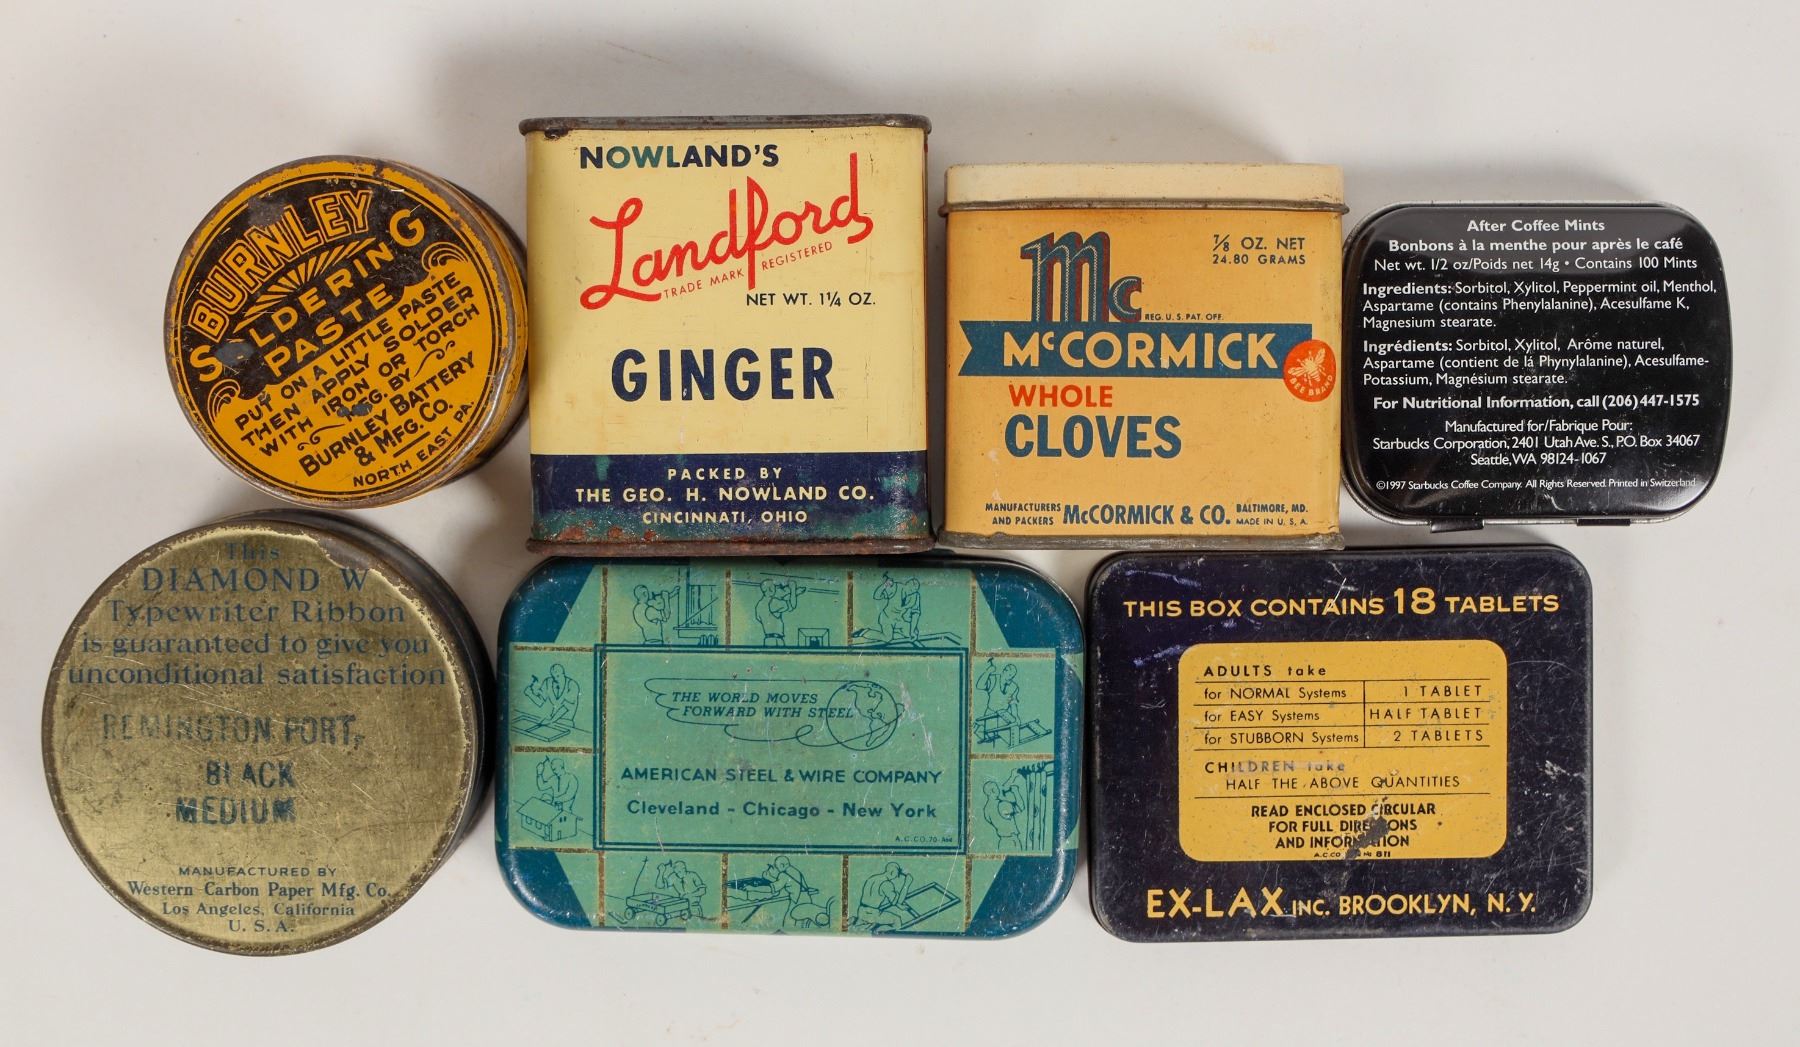 BURNLEY
SOLDERING
PASTE
PUT ON A LITTLE PASTE
THEN APPLY SOLDER
WITH IRON OR TORCH
MFG. BY
BURNLEY BATTERY
& MFG. CO.
NORTH EAST PA.
NOWLAND'S
Landford
TRADE MARK REGISTERED
NET WT. 1¼ OZ.
GINGER
PACKED BY
THE GEO. H. NOWLAND CO.
CINCINNATI, OHIO
Mc
REG. U. S. PAT. OFF.
7/8 OZ. NET
24.80 GRAMS
McCORMICK
BEE BRAND
WHOLE
CLOVES
MANUFACTURERS
AND PACKERS
McCORMICK & CO.
BALTIMORE, MD.
MADE IN U. S. A.
After Coffee Mints
Bonbons à la menthe pour après le café
Net wt. 1/2 oz/Poids net 14g • Contains 100 Mints
Ingredients: Sorbitol, Xylitol, Peppermint oil, Menthol,
Aspartame (contains Phenylalanine), Acesulfame K,
Magnesium stearate.
Ingrédients: Sorbitol, Xylitol, Arôme naturel,
Aspartame (contient de lá Phynylalanine), Acesulfame-
Potassium, Magnésium stearate.
For Nutritional Information, call (206) 447-1575
Manufactured for/Fabrique Pour:
Starbucks Corporation, 2401 Utah Ave. S., P.O. Box 34067
Seattle, WA 98124-1067
©1997 Starbucks Coffee Company. All Rights Reserved. Printed in Switzerland
This
DIAMOND W
Typewriter Ribbon
is guaranteed to give you
unconditional satisfaction
REMINGTON PORT.
BLACK
MEDIUM
MANUFACTURED BY
Western Carbon Paper Mfg. Co.
Los Angeles, California
U. S. A.
THE WORLD MOVES
FORWARD WITH STEEL
AMERICAN STEEL & WIRE COMPANY
Cleveland - Chicago - New York
THIS BOX CONTAINS 18 TABLETS
ADULTS take
for NORMAL Systems 1 TABLET
for EASY Systems HALF TABLET
for STUBBORN Systems 2 TABLETS
CHILDREN take
HALF THE ABOVE QUANTITIES
READ ENCLOSED CIRCULAR
FOR FULL DIRECTIONS
AND INFORMATION
EX-LAX INC. BROOKLYN, N. Y.